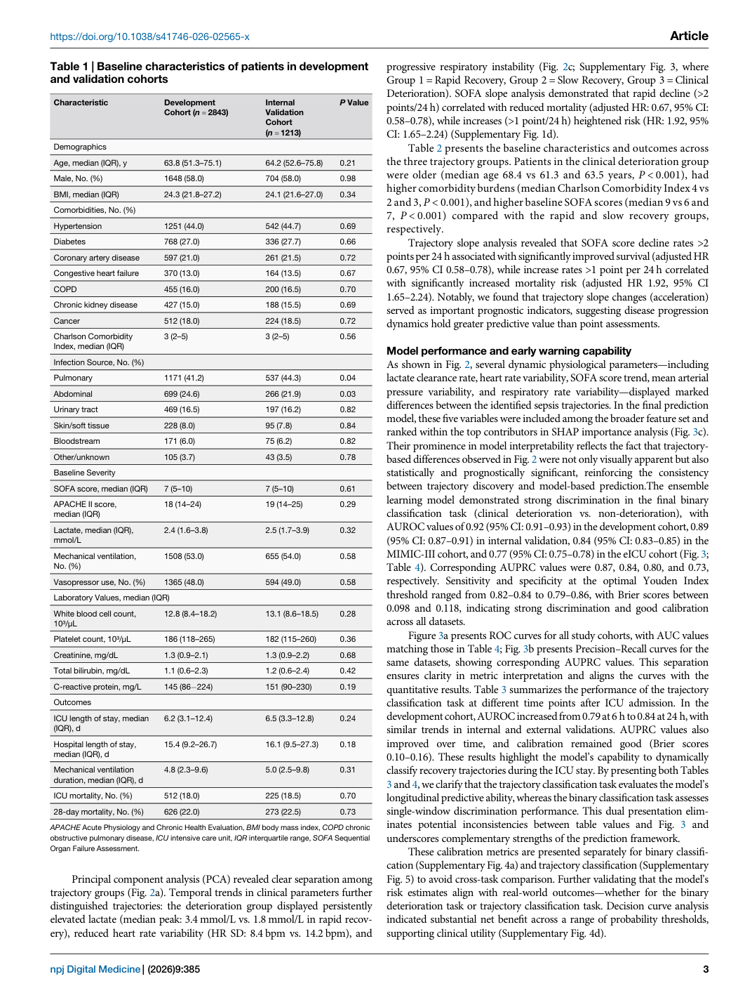 https://doi.org/10.1038/s41746-026-02565-x
Article
Table 1 | Baseline characteristics of patients in development
and validation cohorts
Characteristic Development Cohort (n = 2843) Internal Validation Cohort (n = 1213) P Value
Demographics
Age, median (IQR), y 63.8 (51.3–75.1) 64.2 (52.6–75.8) 0.21
Male, No. (%) 1648 (58.0) 704 (58.0) 0.98
BMI, median (IQR) 24.3 (21.8–27.2) 24.1 (21.6–27.0) 0.34
Comorbidities, No. (%)
Hypertension 1251 (44.0) 542 (44.7) 0.69
Diabetes 768 (27.0) 336 (27.7) 0.66
Coronary artery disease 597 (21.0) 261 (21.5) 0.72
Congestive heart failure 370 (13.0) 164 (13.5) 0.67
COPD 455 (16.0) 200 (16.5) 0.70
Chronic kidney disease 427 (15.0) 188 (15.5) 0.69
Cancer 512 (18.0) 224 (18.5) 0.72
Charlson Comorbidity Index, median (IQR) 3 (2–5) 3 (2–5) 0.56
Infection Source, No. (%)
Pulmonary 1171 (41.2) 537 (44.3) 0.04
Abdominal 699 (24.6) 266 (21.9) 0.03
Urinary tract 469 (16.5) 197 (16.2) 0.82
Skin/soft tissue 228 (8.0) 95 (7.8) 0.84
Bloodstream 171 (6.0) 75 (6.2) 0.82
Other/unknown 105 (3.7) 43 (3.5) 0.78
Baseline Severity
SOFA score, median (IQR) 7 (5–10) 7 (5–10) 0.61
APACHE II score, median (IQR) 18 (14–24) 19 (14–25) 0.29
Lactate, median (IQR), mmol/L 2.4 (1.6–3.8) 2.5 (1.7–3.9) 0.32
Mechanical ventilation, No. (%) 1508 (53.0) 655 (54.0) 0.58
Vasopressor use, No. (%) 1365 (48.0) 594 (49.0) 0.58
Laboratory Values, median (IQR)
White blood cell count, 10³/µL 12.8 (8.4–18.2) 13.1 (8.6–18.5) 0.28
Platelet count, 10³/µL 186 (118–265) 182 (115–260) 0.36
Creatinine, mg/dL 1.3 (0.9–2.1) 1.3 (0.9–2.2) 0.68
Total bilirubin, mg/dL 1.1 (0.6–2.3) 1.2 (0.6–2.4) 0.42
C-reactive protein, mg/L 145 (86−224) 151 (90–230) 0.19
Outcomes
ICU length of stay, median (IQR), d 6.2 (3.1–12.4) 6.5 (3.3–12.8) 0.24
Hospital length of stay, median (IQR), d 15.4 (9.2–26.7) 16.1 (9.5–27.3) 0.18
Mechanical ventilation duration, median (IQR), d 4.8 (2.3–9.6) 5.0 (2.5–9.8) 0.31
ICU mortality, No. (%) 512 (18.0) 225 (18.5) 0.70
28-day mortality, No. (%) 626 (22.0) 273 (22.5) 0.73
APACHE Acute Physiology and Chronic Health Evaluation, BMI body mass index, COPD chronic
obstructive pulmonary disease, ICU intensive care unit, IQR interquartile range, SOFA Sequential
Organ Failure Assessment.
Principal component analysis (PCA) revealed clear separation among
trajectory groups (Fig. 2a). Temporal trends in clinical parameters further
distinguished trajectories: the deterioration group displayed persistently
elevated lactate (median peak: 3.4 mmol/L vs. 1.8 mmol/L in rapid recov-
ery), reduced heart rate variability (HR SD: 8.4 bpm vs. 14.2 bpm), and
progressive respiratory instability (Fig. 2c; Supplementary Fig. 3, where
Group 1 = Rapid Recovery, Group 2 = Slow Recovery, Group 3 = Clinical
Deterioration). SOFA slope analysis demonstrated that rapid decline (>2
points/24 h) correlated with reduced mortality (adjusted HR: 0.67, 95% CI:
0.58–0.78), while increases (>1 point/24 h) heightened risk (HR: 1.92, 95%
CI: 1.65–2.24) (Supplementary Fig. 1d).
Table 2 presents the baseline characteristics and outcomes across
the three trajectory groups. Patients in the clinical deterioration group
were older (median age 68.4 vs 61.3 and 63.5 years, P < 0.001), had
higher comorbidity burdens (median Charlson Comorbidity Index 4 vs
2 and 3, P < 0.001), and higher baseline SOFA scores (median 9 vs 6 and
7, P < 0.001) compared with the rapid and slow recovery groups,
respectively.
Trajectory slope analysis revealed that SOFA score decline rates >2
points per 24 h associated with significantly improved survival (adjusted HR
0.67, 95% CI 0.58–0.78), while increase rates >1 point per 24 h correlated
with significantly increased mortality risk (adjusted HR 1.92, 95% CI
1.65–2.24). Notably, we found that trajectory slope changes (acceleration)
served as important prognostic indicators, suggesting disease progression
dynamics hold greater predictive value than point assessments.
Model performance and early warning capability
As shown in Fig. 2, several dynamic physiological parameters—including
lactate clearance rate, heart rate variability, SOFA score trend, mean arterial
pressure variability, and respiratory rate variability—displayed marked
differences between the identified sepsis trajectories. In the final prediction
model, these five variables were included among the broader feature set and
ranked within the top contributors in SHAP importance analysis (Fig. 3c).
Their prominence in model interpretability reflects the fact that trajectory-
based differences observed in Fig. 2 were not only visually apparent but also
statistically and prognostically significant, reinforcing the consistency
between trajectory discovery and model-based prediction.The ensemble
learning model demonstrated strong discrimination in the final binary
classification task (clinical deterioration vs. non-deterioration), with
AUROC values of 0.92 (95% CI: 0.91–0.93) in the development cohort, 0.89
(95% CI: 0.87–0.91) in internal validation, 0.84 (95% CI: 0.83–0.85) in the
MIMIC-III cohort, and 0.77 (95% CI: 0.75–0.78) in the eICU cohort (Fig. 3;
Table 4). Corresponding AUPRC values were 0.87, 0.84, 0.80, and 0.73,
respectively. Sensitivity and specificity at the optimal Youden Index
threshold ranged from 0.82–0.84 to 0.79–0.86, with Brier scores between
0.098 and 0.118, indicating strong discrimination and good calibration
across all datasets.
Figure 3a presents ROC curves for all study cohorts, with AUC values
matching those in Table 4; Fig. 3b presents Precision–Recall curves for the
same datasets, showing corresponding AUPRC values. This separation
ensures clarity in metric interpretation and aligns the curves with the
quantitative results. Table 3 summarizes the performance of the trajectory
classification task at different time points after ICU admission. In the
development cohort, AUROC increased from 0.79 at 6 h to 0.84 at 24 h, with
similar trends in internal and external validations. AUPRC values also
improved over time, and calibration remained good (Brier scores
0.10–0.16). These results highlight the model's capability to dynamically
classify recovery trajectories during the ICU stay. By presenting both Tables
3 and 4, we clarify that the trajectory classification task evaluates the model's
longitudinal predictive ability, whereas the binary classification task assesses
single-window discrimination performance. This dual presentation elim-
inates potential inconsistencies between table values and Fig. 3 and
underscores complementary strengths of the prediction framework.
These calibration metrics are presented separately for binary classifi-
cation (Supplementary Fig. 4a) and trajectory classification (Supplementary
Fig. 5) to avoid cross-task comparison. Further validating that the model's
risk estimates align with real-world outcomes—whether for the binary
deterioration task or trajectory classification task. Decision curve analysis
indicated substantial net benefit across a range of probability thresholds,
supporting clinical utility (Supplementary Fig. 4d).
npj Digital Medicine | (2026)9:385
3